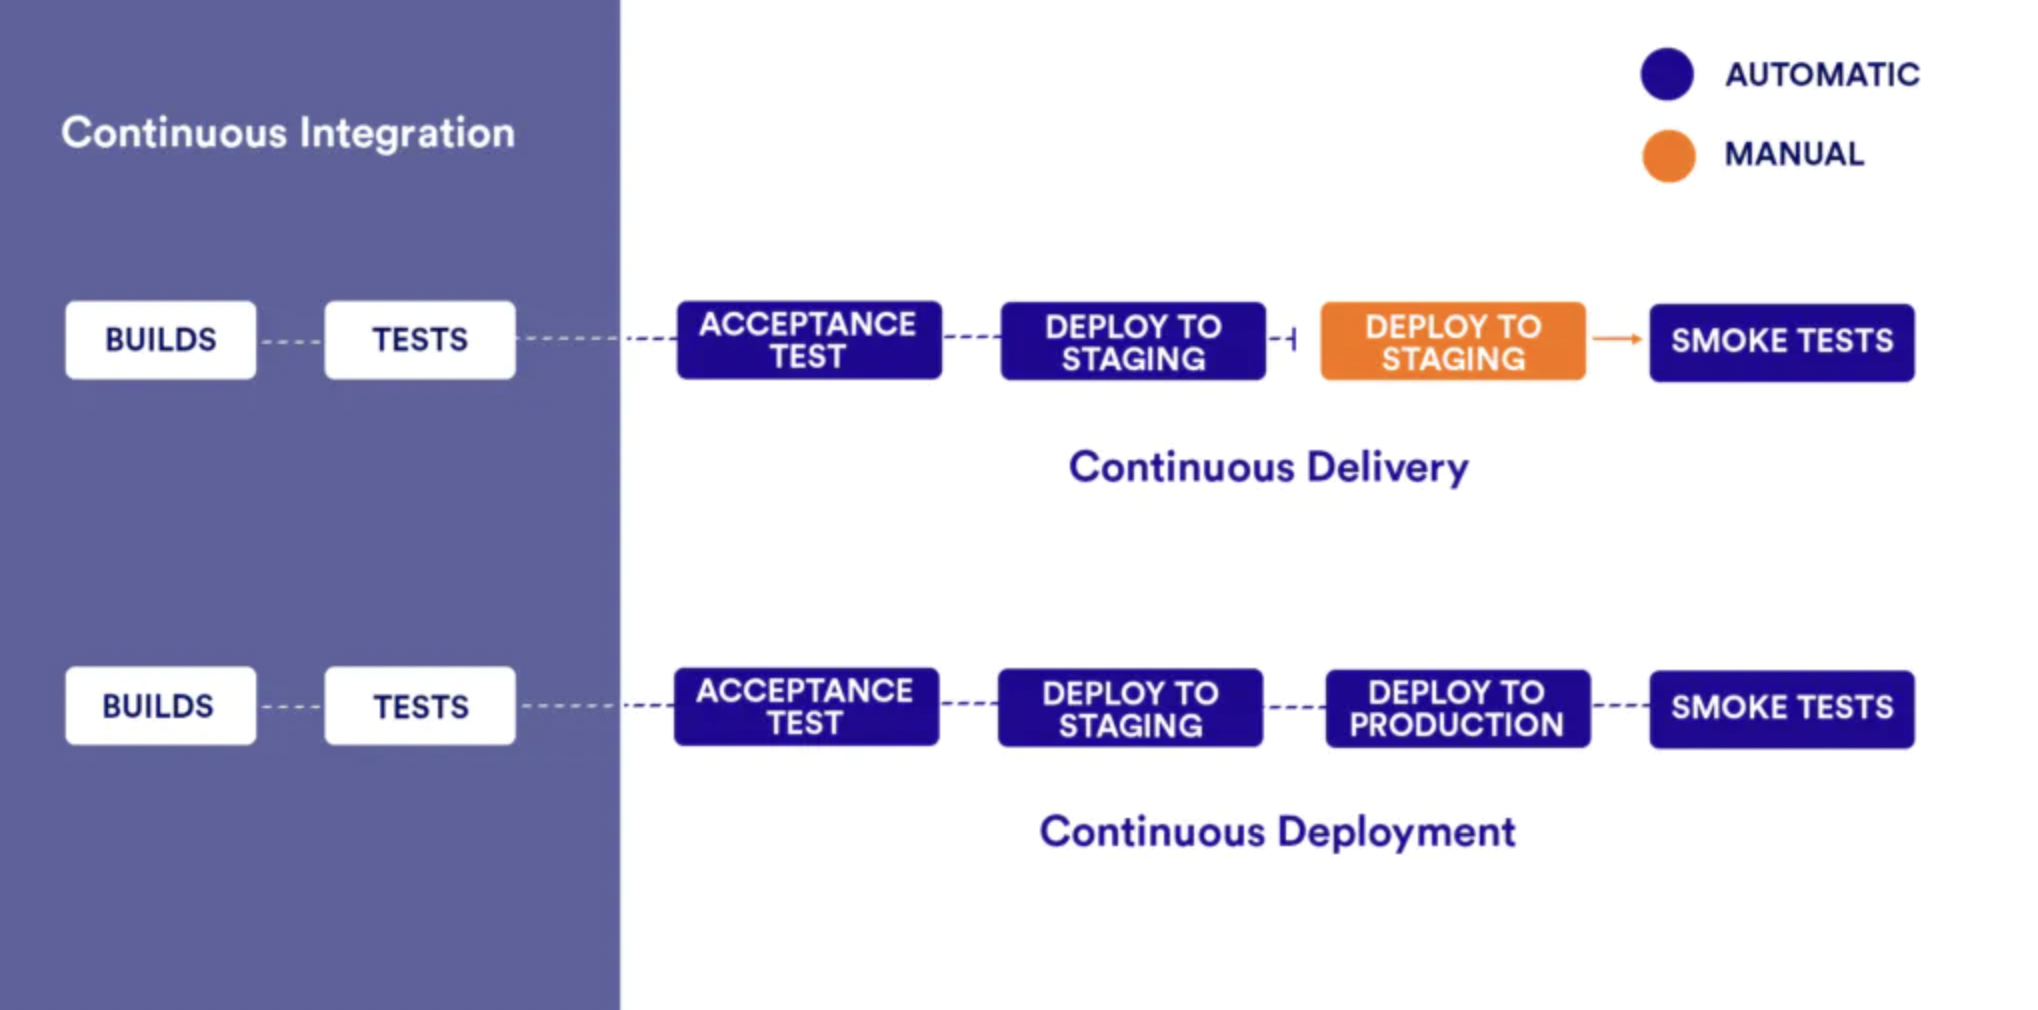 AUTOMATIC
MANUAL
Continuous Integration
BUILDS
TESTS
ACCEPTANCE
TEST
DEPLOY TO
STAGING
DEPLOY TO
STAGING
SMOKE TESTS
Continuous Delivery
BUILDS
TESTS
ACCEPTANCE
TEST
DEPLOY TO
STAGING
DEPLOY TO
PRODUCTION
SMOKE TESTS
Continuous Deployment